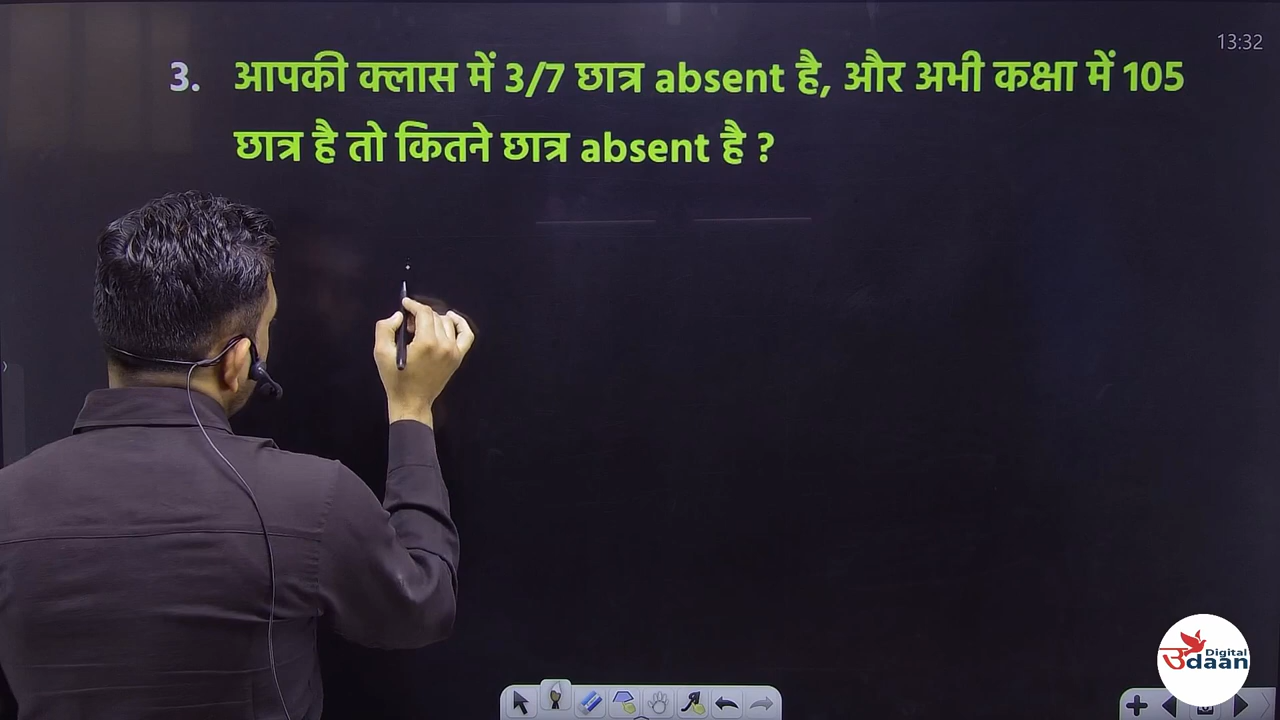 13:32
3. आपकी क्लास में 3/7 छात्र absent है, और अभी कक्षा में 105
छात्र है तो कितने छात्र absent है ?
Digital
उdaan